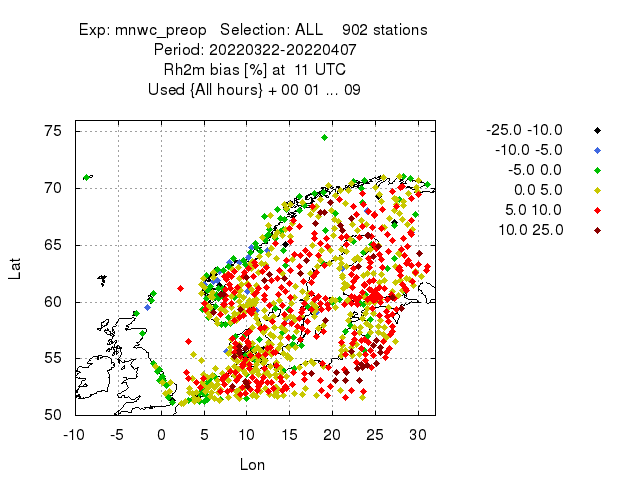 Exp: mnwc_preop   Selection: ALL    902 stations
Period: 20220322-20220407
Rh2m bias [%] at  11 UTC
Used {All hours} + 00 01 ... 09
-25.0 -10.0
-10.0 -5.0
-5.0 0.0
0.0 5.0
5.0 10.0
10.0 25.0
75
70
65
60
55
50
Lat
-10 -5 0 5 10 15 20 25 30
Lon